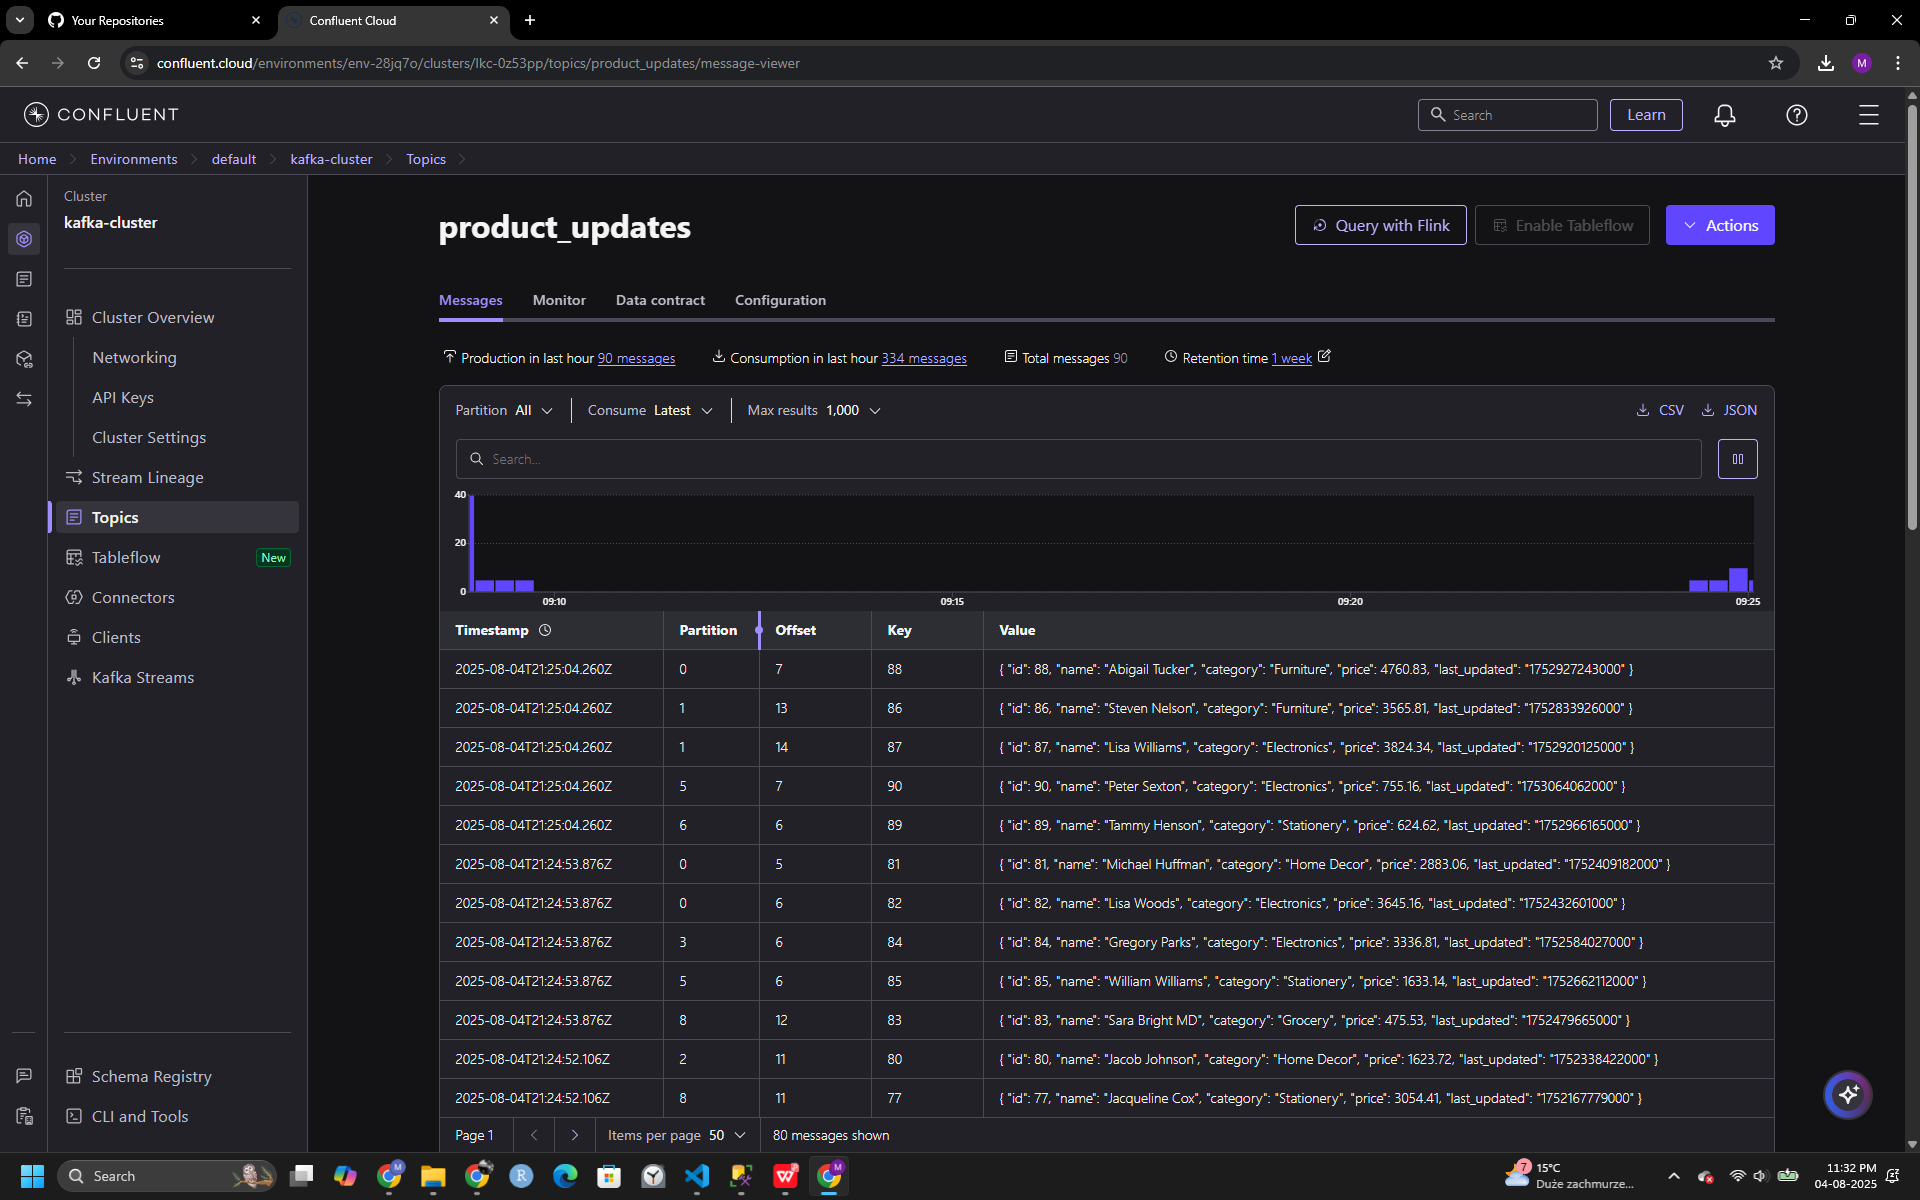 Your Repositories
Confluent Cloud
confluent.cloud/environments/env-28jq7o/clusters/lkc-0z53pp/topics/product_updates/message-viewer
M
CONFLUENT
Search
Learn
Home
Environments
default
kafka-cluster
Topics
Cluster
kafka-cluster
Cluster Overview
Networking
API Keys
Cluster Settings
Stream Lineage
Topics
Tableflow New
Connectors
Clients
Kafka Streams
Schema Registry
CLI and Tools
product_updates
Query with Flink
Enable Tableflow
Actions
Messages Monitor Data contract Configuration
Production in last hour 90 messages Consumption in last hour 334 messages Total messages 90 Retention time 1 week
Partition All Consume Latest Max results 1,000 CSV JSON
Search...
40
20
0
09:10 09:15 09:20 09:25
Timestamp Partition Offset Key Value
2025-08-04T21:25:04.260Z 0 7 88 { "id": 88, "name": "Abigail Tucker", "category": "Furniture", "price": 4760.83, "last_updated": "1752927243000" }
2025-08-04T21:25:04.260Z 1 13 86 { "id": 86, "name": "Steven Nelson", "category": "Furniture", "price": 3565.81, "last_updated": "1752833926000" }
2025-08-04T21:25:04.260Z 1 14 87 { "id": 87, "name": "Lisa Williams", "category": "Electronics", "price": 3824.34, "last_updated": "1752920125000" }
2025-08-04T21:25:04.260Z 5 7 90 { "id": 90, "name": "Peter Sexton", "category": "Electronics", "price": 755.16, "last_updated": "1753064062000" }
2025-08-04T21:25:04.260Z 6 6 89 { "id": 89, "name": "Tammy Henson", "category": "Stationery", "price": 624.62, "last_updated": "1752966165000" }
2025-08-04T21:24:53.876Z 0 5 81 { "id": 81, "name": "Michael Huffman", "category": "Home Decor", "price": 2883.06, "last_updated": "1752409182000" }
2025-08-04T21:24:53.876Z 0 6 82 { "id": 82, "name": "Lisa Woods", "category": "Electronics", "price": 3645.16, "last_updated": "1752432601000" }
2025-08-04T21:24:53.876Z 3 6 84 { "id": 84, "name": "Gregory Parks", "category": "Electronics", "price": 3336.81, "last_updated": "1752584027000" }
2025-08-04T21:24:53.876Z 5 6 85 { "id": 85, "name": "William Williams", "category": "Stationery", "price": 1633.14, "last_updated": "1752662112000" }
2025-08-04T21:24:53.876Z 8 12 83 { "id": 83, "name": "Sara Bright MD", "category": "Grocery", "price": 475.53, "last_updated": "1752479665000" }
2025-08-04T21:24:52.106Z 2 11 80 { "id": 80, "name": "Jacob Johnson", "category": "Home Decor", "price": 1623.72, "last_updated": "1752338422000" }
2025-08-04T21:24:52.106Z 8 11 77 { "id": 77, "name": "Jacqueline Cox", "category": "Stationery", "price": 3054.41, "last_updated": "1752167779000" }
Page 1 Items per page 50 80 messages shown
Search
M
R
W
M
7
15°C
Duże zachmurze...
11:32 PM
04-08-2025